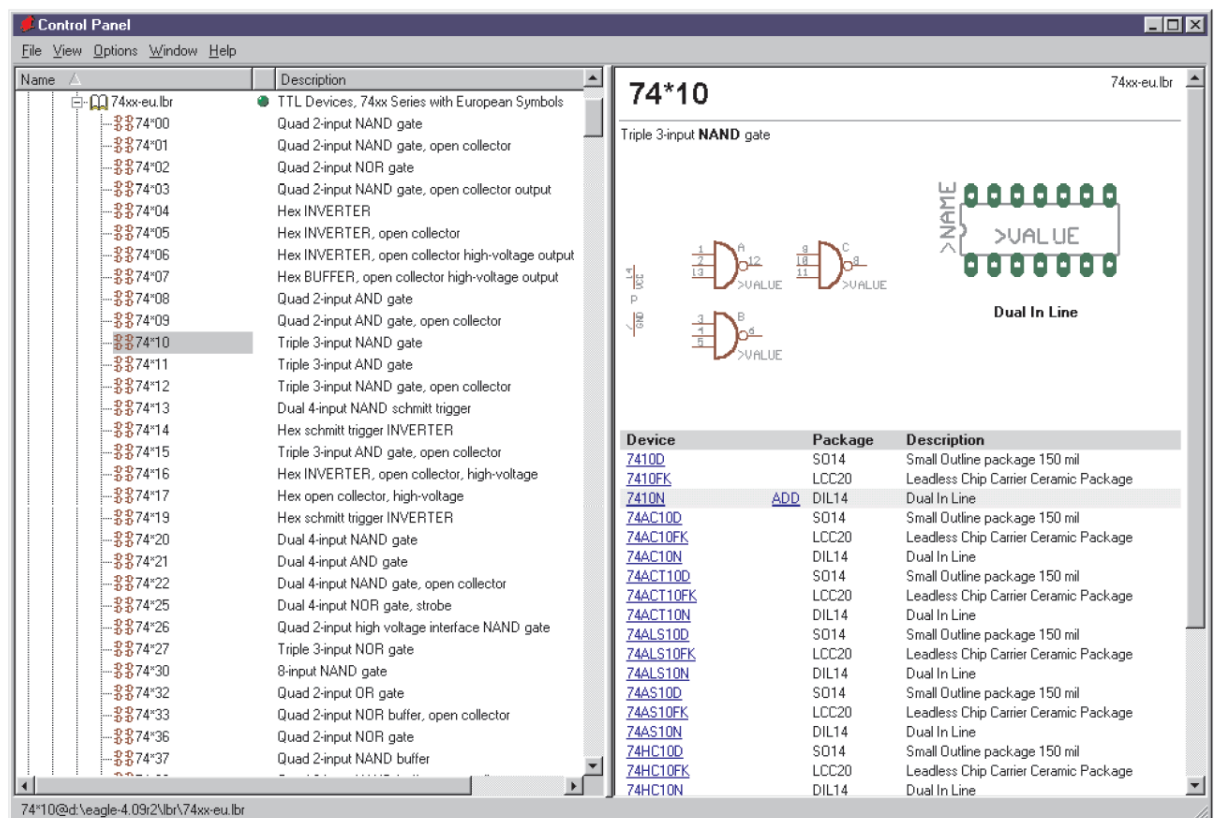 Control Panel
File View Options Window Help
Name Description
74xx-eu.lbr TTL Devices, 74xx Series with European Symbols
74*00 Quad 2-input NAND gate
74*01 Quad 2-input NAND gate, open collector
74*02 Quad 2-input NOR gate
74*03 Quad 2-input NAND gate, open collector output
74*04 Hex INVERTER
74*05 Hex INVERTER, open collector
74*06 Hex INVERTER, open collector high-voltage output
74*07 Hex BUFFER, open collector high-voltage output
74*08 Quad 2-input AND gate
74*09 Quad 2-input AND gate, open collector
74*10 Triple 3-input NAND gate
74*11 Triple 3-input AND gate
74*12 Triple 3-input NAND gate, open collector
74*13 Dual 4-input NAND schmitt trigger
74*14 Hex schmitt trigger INVERTER
74*15 Triple 3-input AND gate, open collector
74*16 Hex INVERTER, open collector, high-voltage
74*17 Hex open collector, high-voltage
74*19 Hex schmitt trigger INVERTER
74*20 Dual 4-input NAND gate
74*21 Dual 4-input AND gate
74*22 Dual 4-input NAND gate, open collector
74*25 Dual 4-input NOR gate, strobe
74*26 Quad 2-input high voltage interface NAND gate
74*27 Triple 3-input NOR gate
74*30 8-input NAND gate
74*32 Quad 2-input OR gate
74*33 Quad 2-input NOR buffer, open collector
74*36 Quad 2-input NOR gate
74*37 Quad 2-input NAND buffer
74*10@d:\eagle-4.09r2\lbr\74xx-eu.lbr
74*10
74xx-eu.lbr
Triple 3-input NAND gate
14 VCC
P
GND
1 2 13 A 12 >VALUE
9 10 11 C 8 >VALUE
3 4 5 B 6 >VALUE
>NAME
>VALUE
Dual In Line
Device Package Description
7410D SO14 Small Outline package 150 mil
7410FK LCC20 Leadless Chip Carrier Ceramic Package
7410N ADD DIL14 Dual In Line
74AC10D SO14 Small Outline package 150 mil
74AC10FK LCC20 Leadless Chip Carrier Ceramic Package
74AC10N DIL14 Dual In Line
74ACT10D SO14 Small Outline package 150 mil
74ACT10FK LCC20 Leadless Chip Carrier Ceramic Package
74ACT10N DIL14 Dual In Line
74ALS10D SO14 Small Outline package 150 mil
74ALS10FK LCC20 Leadless Chip Carrier Ceramic Package
74ALS10N DIL14 Dual In Line
74AS10D SO14 Small Outline package 150 mil
74AS10FK LCC20 Leadless Chip Carrier Ceramic Package
74AS10N DIL14 Dual In Line
74HC10D SO14 Small Outline package 150 mil
74HC10FK LCC20 Leadless Chip Carrier Ceramic Package
74HC10N DIL14 Dual In Line